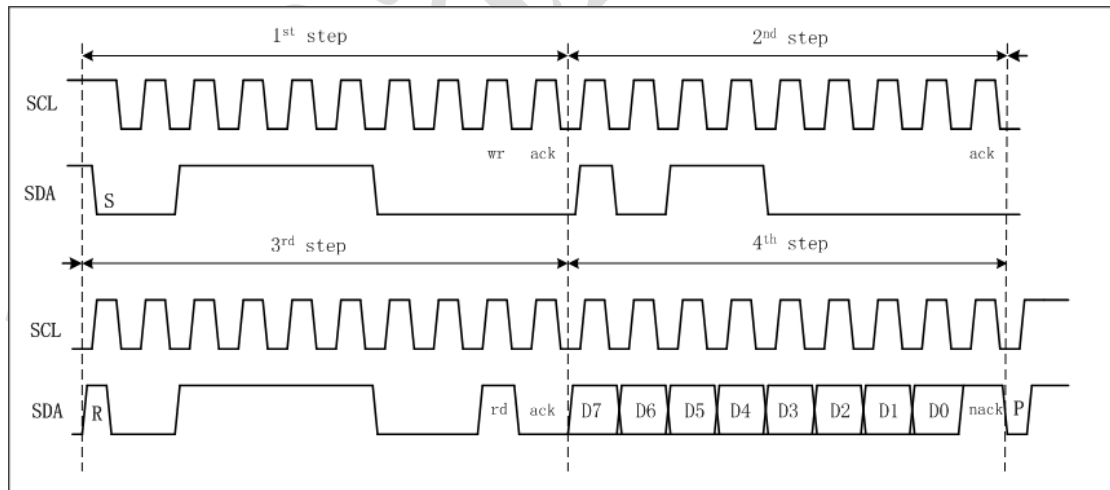 1st step 2nd step
SCL
wr ack ack
SDA S
3rd step 4th step
SCL
SDA R rd ack D7 D6 D5 D4 D3 D2 D1 D0 nack P